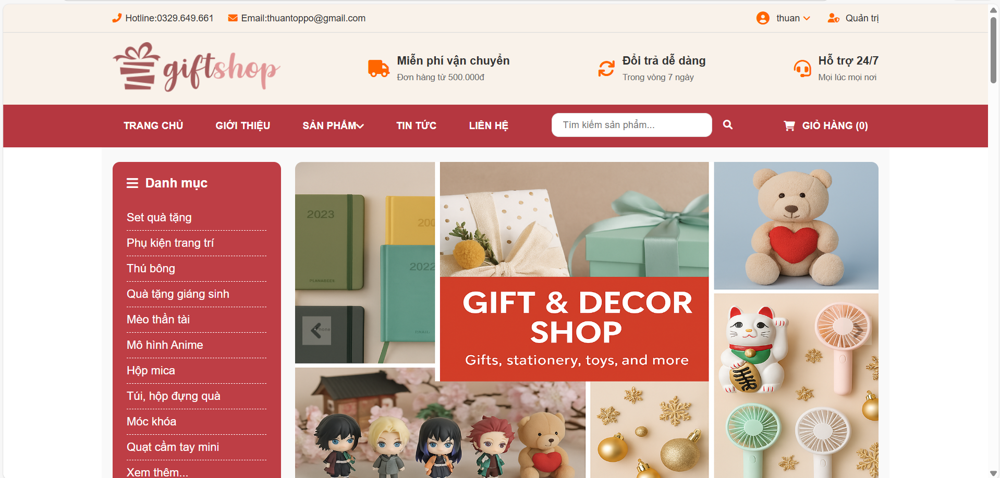 Hotline:0329.649.661
Email:thuantoppo@gmail.com
thuan
Quản trị
giftshop
Miễn phí vận chuyển
Đơn hàng từ 500.000đ
Đổi trả dễ dàng
Trong vòng 7 ngày
Hỗ trợ 24/7
Mọi lúc mọi nơi
TRANG CHỦ
GIỚI THIỆU
SẢN PHẨM
TIN TỨC
LIÊN HỆ
Tìm kiếm sản phẩm...
GIỎ HÀNG (0)
Danh mục
Set quà tặng
Phụ kiện trang trí
Thú bông
Quà tặng giáng sinh
Mèo thần tài
Mô hình Anime
Hộp mica
Túi, hộp đựng quà
Móc khóa
Quạt cầm tay mini
Xem thêm...
2023
200
2022
GIFT & DECOR
SHOP
Gifts, stationery, toys, and more